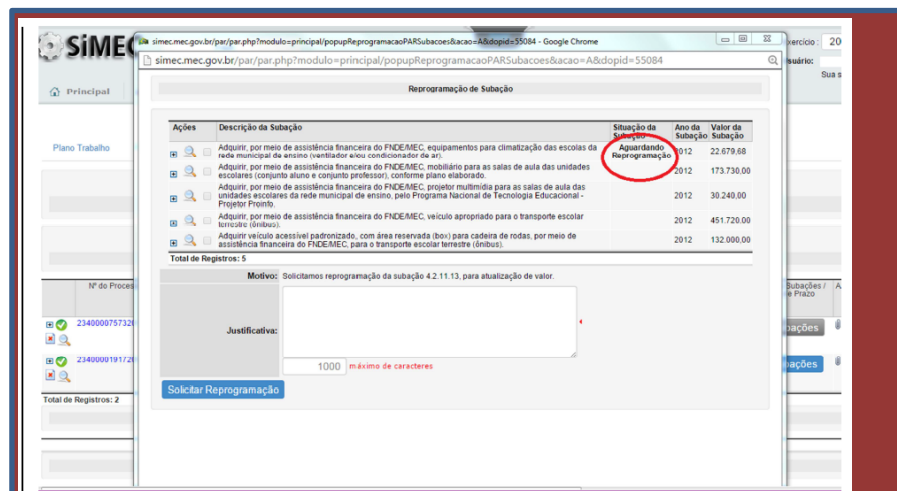 SiMEC
simec.mec.gov.br/par/par.php?modulo=principal/popupReprogramacaoPARSubacoes&acao=A&dopid=55084 - Google Chrome
simec.mec.gov.br/par/par.php?modulo=principal/popupReprogramacaoPARSubacoes&acao=A&dopid=55084
xercício: 20
suário:
Sua s
Principal
Plano Trabalho
Reprogramação de Subação
Ações Descrição da Subação Situação da Subação Ano da Subação Valor da Subação
Adquirir, por meio de assistência financeira do FNDE/MEC, equipamentos para climatização das escolas da
rede municipal de ensino (ventilador e/ou condicionador de ar).
Aguardando
Reprogramação
2012 22.679,68
Adquirir, por meio de assistência financeira do FNDE/MEC, mobiliário para as salas de aula das unidades
escolares (conjunto aluno e conjunto professor), conforme plano elaborado.
2012 173.730,00
Adquirir, por meio de assistência financeira do FNDE/MEC, projetor multimídia para as salas de aula das
unidades escolares da rede municipal de ensino, pelo Programa Nacional de Tecnologia Educacional -
Projetor Proinfo.
2012 30.240,00
Adquirir, por meio de assistência financeira do FNDE/MEC, veículo apropriado para o transporte escolar
terrestre (ônibus).
2012 451.720,00
Adquirir veículo acessível padronizado, com área reservada (box) para cadeira de rodas, por meio de
assistência financeira do FNDE/MEC, para o transporte escolar terrestre (ônibus).
2012 132.000,00
Total de Registros: 5
Motivo: Solicitamos reprogramação da subação 4.2.11.13, para atualização de valor.
Justificativa:
1000 máximo de caracteres
Solicitar Reprogramação
Nº do Proces
Subações /
e Prazo
2340000757320
bações
2340000191720
bações
Total de Registros: 2